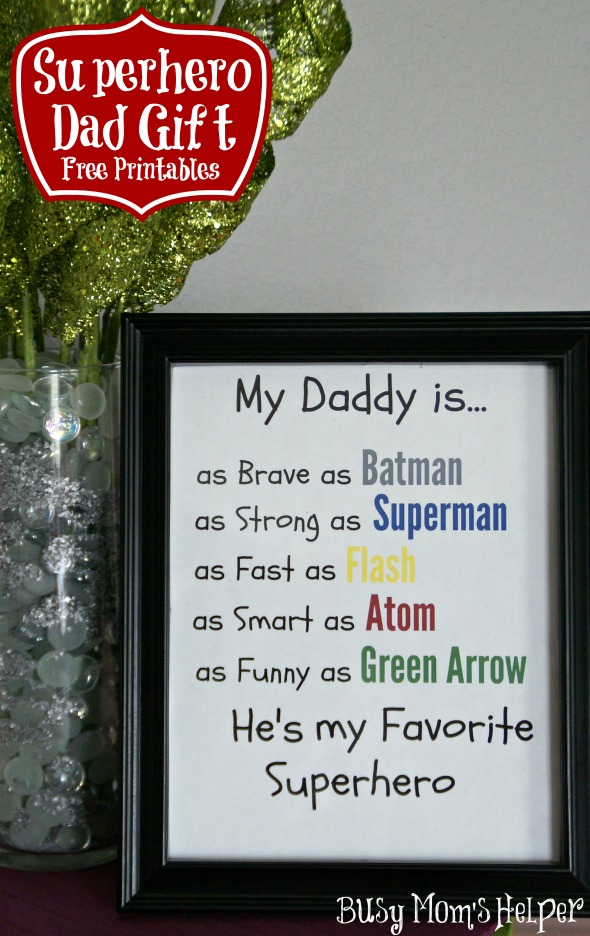 Superhero
Dad Gift
Free Printables
My Daddy is...
as Brave as Batman
as Strong as Superman
as Fast as Flash
as Smart as Atom
as Funny as Green Arrow
He's my Favorite
Superhero
Busy Mom's Helper